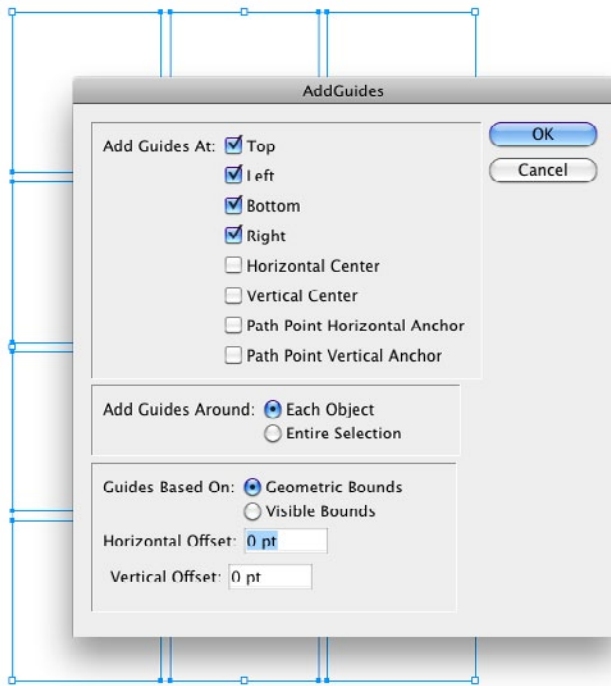 AddGuides
Add Guides At: Top
OK
Left
Cancel
Bottom
Right
Horizontal Center
Vertical Center
Path Point Horizontal Anchor
Path Point Vertical Anchor
Add Guides Around: Each Object
Entire Selection
Guides Based On: Geometric Bounds
Visible Bounds
Horizontal Offset: 0 pt
Vertical Offset: 0 pt